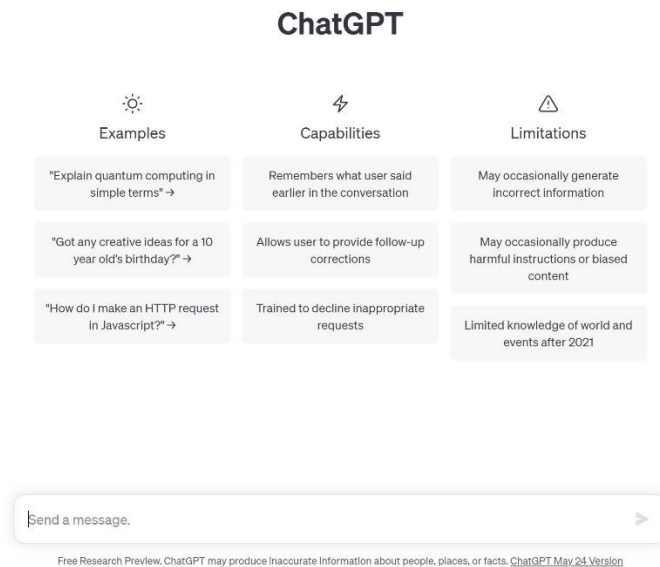 ChatGPT
Examples
"Explain quantum computing in
simple terms" →
"Got any creative ideas for a 10
year old's birthday?" →
"How do I make an HTTP request
in Javascript?" →
Capabilities
Remembers what user said
earlier in the conversation
Allows user to provide follow-up
corrections
Trained to decline inappropriate
requests
Limitations
May occasionally generate
incorrect information
May occasionally produce
harmful instructions or biased
content
Limited knowledge of world and
events after 2021
Send a message.
Free Research Preview. ChatGPT may produce inaccurate information about people, places, or facts. ChatGPT May 24 Version